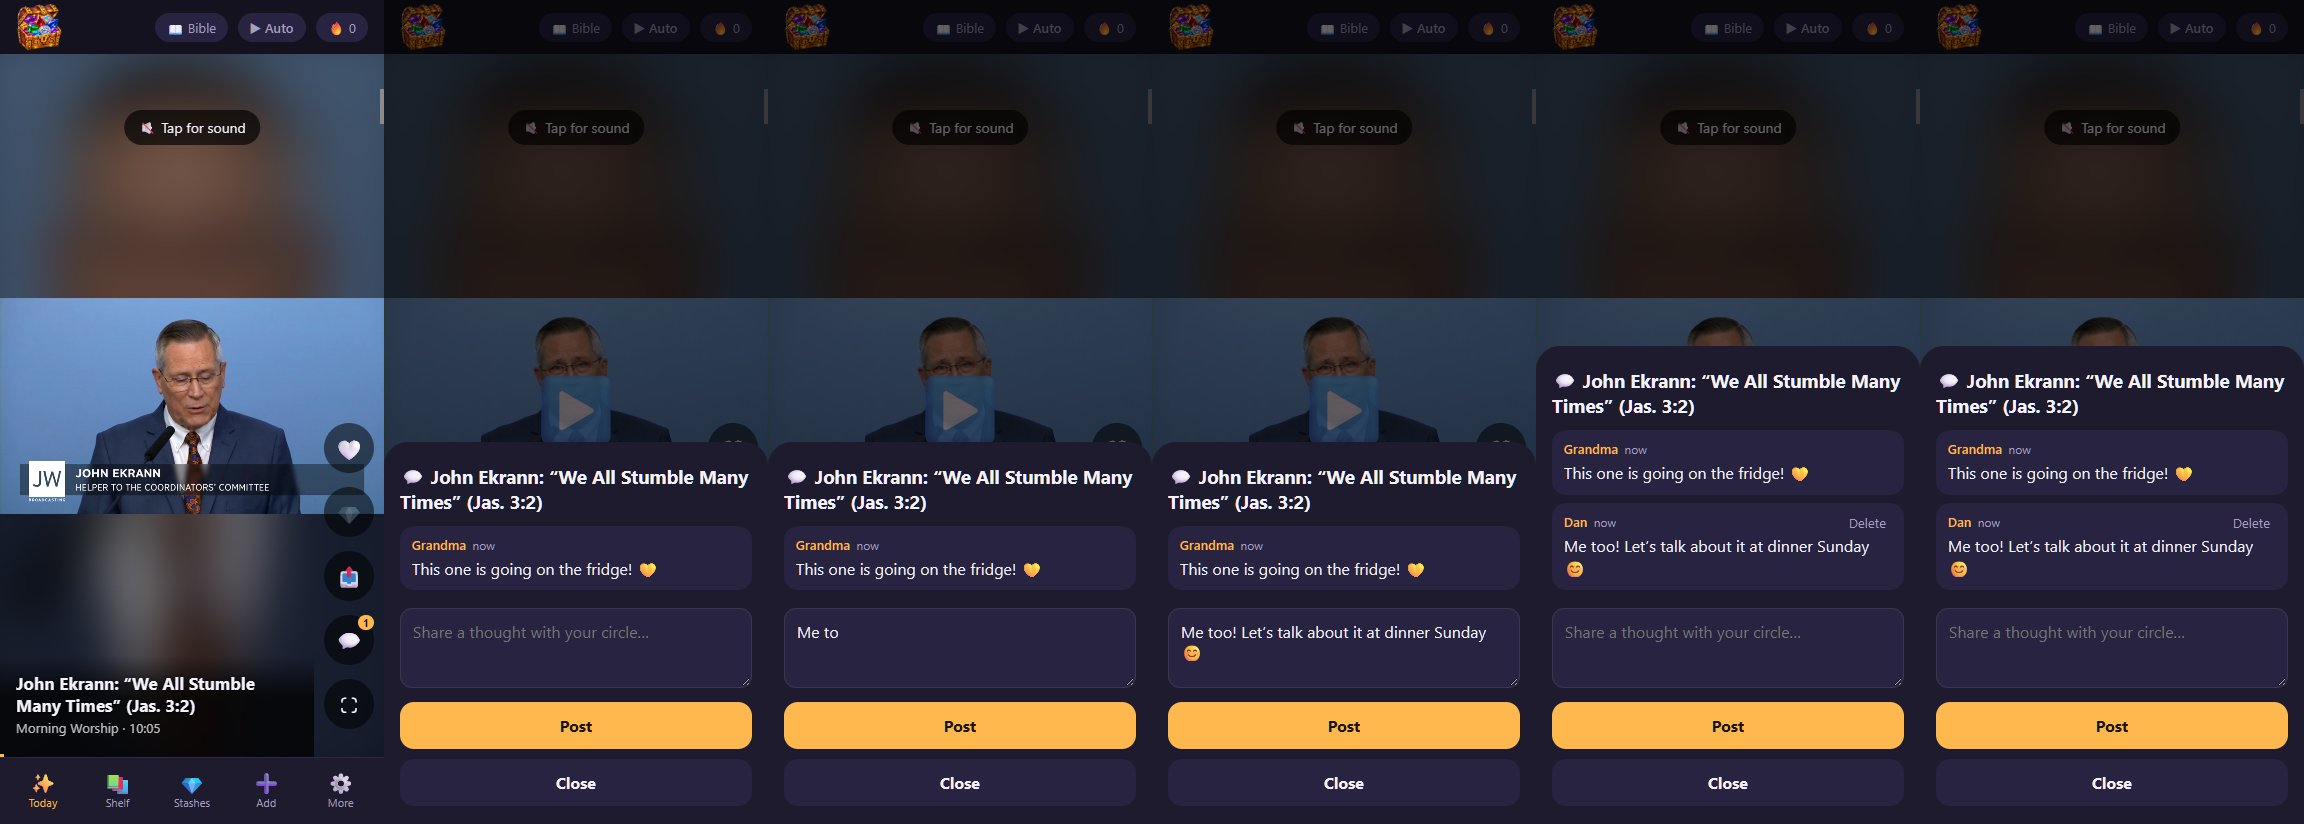 Bible
Auto
0
Tap for sound
JW
BROADCASTING
JOHN EKRANN
HELPER TO THE COORDINATORS' COMMITTEE
1
John Ekrann: “We All Stumble
Many Times” (Jas. 3:2)
Morning Worship · 10:05
Today
Shelf
Stashes
Add
More
Bible
Auto
0
Tap for sound
John Ekrann: “We All Stumble Many
Times” (Jas. 3:2)
Grandma now
This one is going on the fridge! 💛
Share a thought with your circle...
Post
Close
Bible
Auto
0
Tap for sound
John Ekrann: “We All Stumble Many
Times” (Jas. 3:2)
Grandma now
This one is going on the fridge! 💛
Me to
Post
Close
Bible
Auto
0
Tap for sound
John Ekrann: “We All Stumble Many
Times” (Jas. 3:2)
Grandma now
This one is going on the fridge! 💛
Me too! Let’s talk about it at dinner Sunday
😊
Post
Close
Bible
Auto
0
Tap for sound
John Ekrann: “We All Stumble Many
Times” (Jas. 3:2)
Grandma now
This one is going on the fridge! 💛
Dan now Delete
Me too! Let’s talk about it at dinner Sunday
😊
Share a thought with your circle...
Post
Close
Bible
Auto
0
Tap for sound
John Ekrann: “We All Stumble Many
Times” (Jas. 3:2)
Grandma now
This one is going on the fridge! 💛
Dan now Delete
Me too! Let’s talk about it at dinner Sunday
😊
Share a thought with your circle...
Post
Close